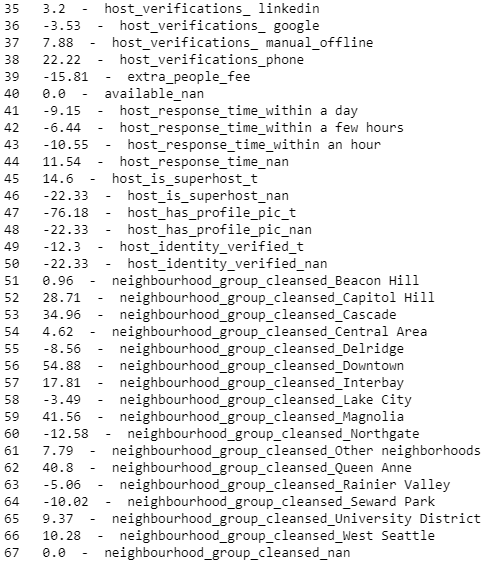 35 3.2 - host_verifications_ linkedin
36 -3.53 - host_verifications_ google
37 7.88 - host_verifications_ manual_offline
38 22.22 - host_verifications_phone
39 -15.81 - extra_people_fee
40 0.0 - available_nan
41 -9.15 - host_response_time_within a day
42 -6.44 - host_response_time_within a few hours
43 -10.55 - host_response_time_within an hour
44 11.54 - host_response_time_nan
45 14.6 - host_is_superhost_t
46 -22.33 - host_is_superhost_nan
47 -76.18 - host_has_profile_pic_t
48 -22.33 - host_has_profile_pic_nan
49 -12.3 - host_identity_verified_t
50 -22.33 - host_identity_verified_nan
51 0.96 - neighbourhood_group_cleansed_Beacon Hill
52 28.71 - neighbourhood_group_cleansed_Capitol Hill
53 34.96 - neighbourhood_group_cleansed_Cascade
54 4.62 - neighbourhood_group_cleansed_Central Area
55 -8.56 - neighbourhood_group_cleansed_Delridge
56 54.88 - neighbourhood_group_cleansed_Downtown
57 17.81 - neighbourhood_group_cleansed_Interbay
58 -3.49 - neighbourhood_group_cleansed_Lake City
59 41.56 - neighbourhood_group_cleansed_Magnolia
60 -12.58 - neighbourhood_group_cleansed_Northgate
61 7.79 - neighbourhood_group_cleansed_Other neighborhoods
62 40.8 - neighbourhood_group_cleansed_Queen Anne
63 -5.06 - neighbourhood_group_cleansed_Rainier Valley
64 -10.02 - neighbourhood_group_cleansed_Seward Park
65 9.37 - neighbourhood_group_cleansed_University District
66 10.28 - neighbourhood_group_cleansed_West Seattle
67 0.0 - neighbourhood_group_cleansed_nan